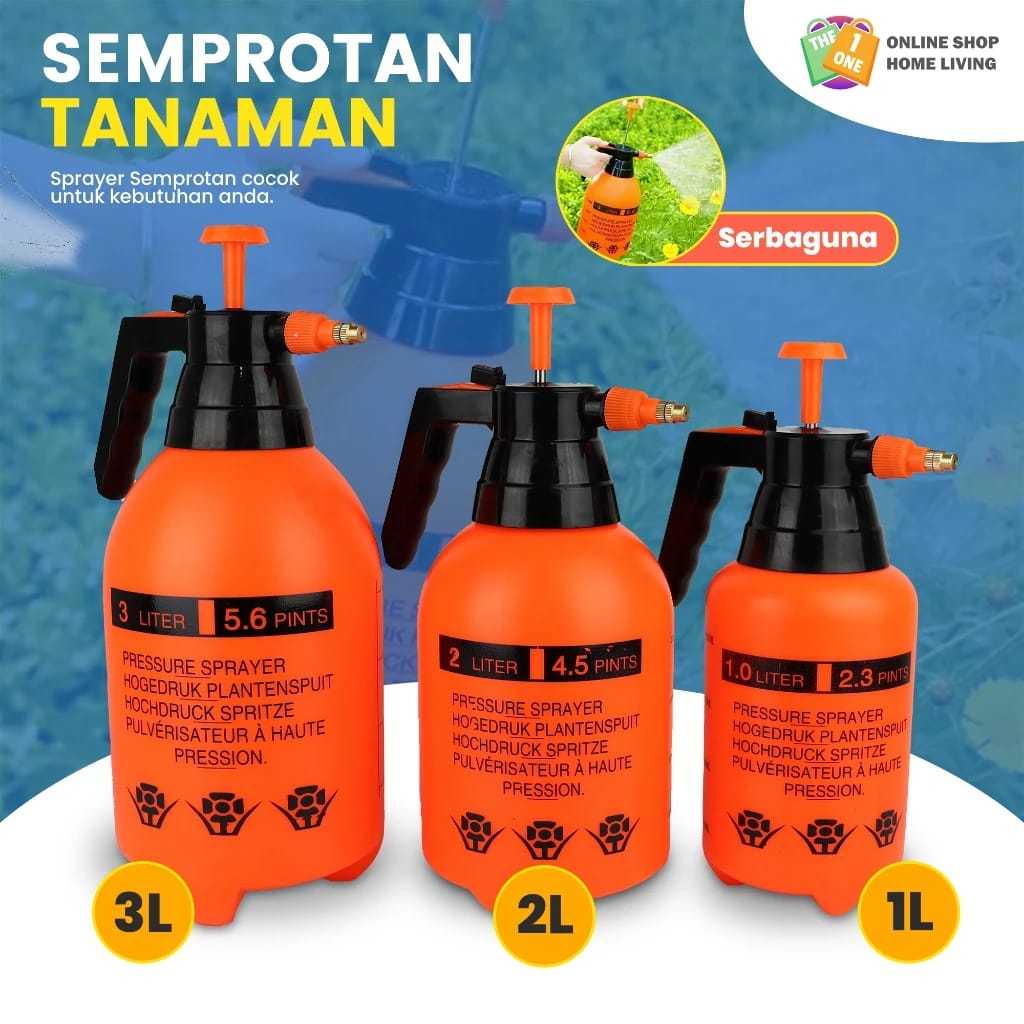 SEMPROTAN
TANAMAN
Sprayer Semprotan cocok
untuk kebutuhan anda.
THE 1
ONE
ONLINE SHOP
HOME LIVING
Serbaguna
3 LITER 5.6 PINTS
PRESSURE SPRAYER
HOGEDRUK PLANTENSPUIT
HOCHDRUCK SPRITZE
PULVÉRISATEUR À HAUTE
PRESSION.
2 LITER 4.5 PINTS
PRESSURE SPRAYER
HOGEDRUK PLANTENSPUIT
HOCHDRUCK SPRITZE
PULVÉRISATEUR À HAUTE
PRESSION.
1.0 LITER 2.3 PINTS
PRESSURE SPRAYER
HOGEDRUK PLANTENSPUIT
HOCHDRUCK SPRITZE
PULVÉRISATEUR À HAUTE
PRESSION.
3L
2L
1L